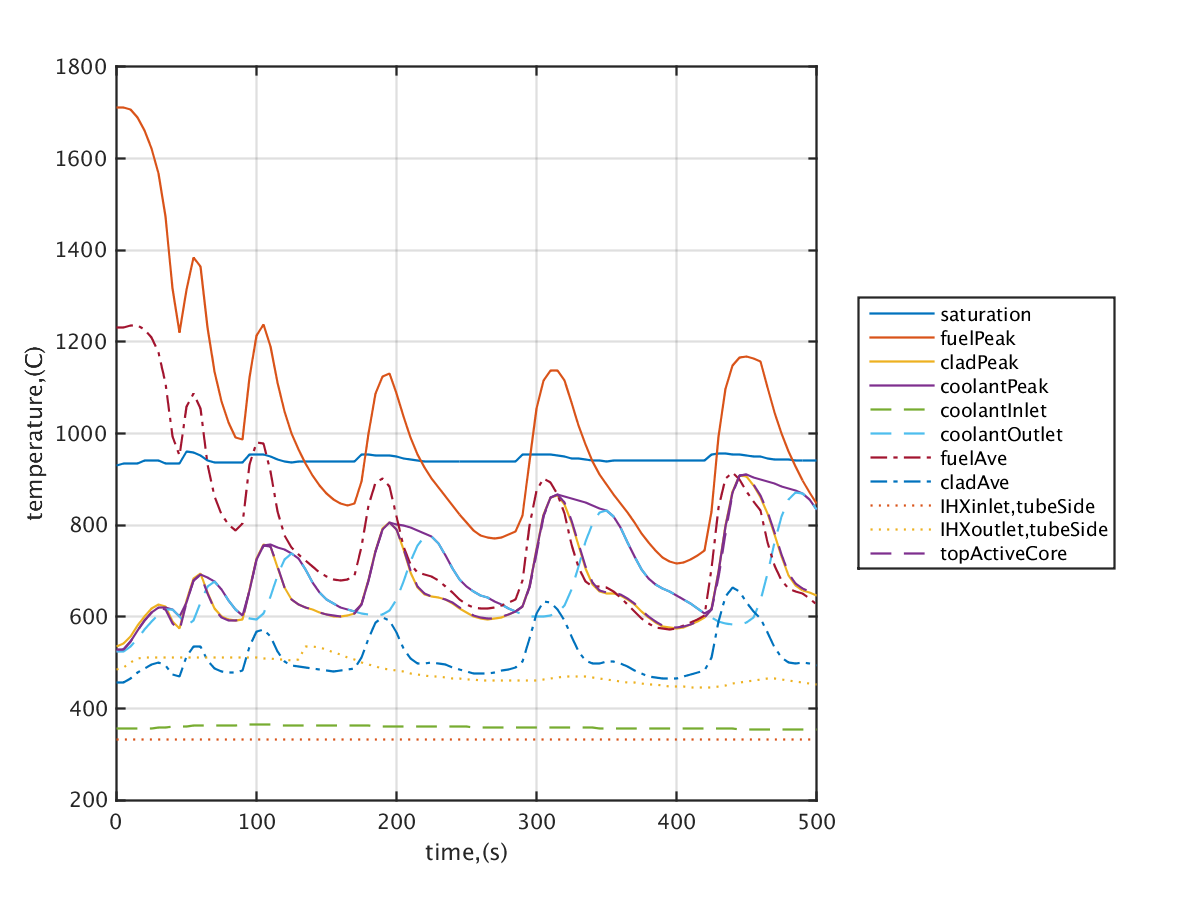 1800
1600
1400
1200
1000
800
600
400
200
temperature,(C)
0 100 200 300 400 500
time,(s)
saturation
fuelPeak
cladPeak
coolantPeak
coolantInlet
coolantOutlet
fuelAve
cladAve
IHXinlet,tubeSide
IHXoutlet,tubeSide
topActiveCore